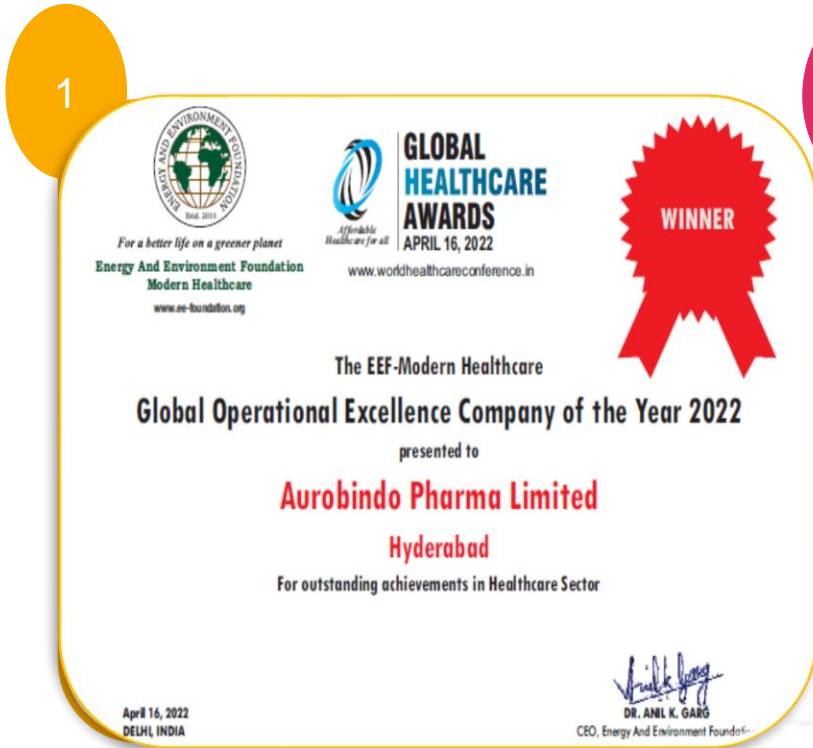 1
ENERGY AND ENVIRONMENT FOUNDATION
Estd. 2010
For a better life on a greener planet
Energy And Environment Foundation
Modern Healthcare
www.ee-foundation.org
Affordable
Healthcare for all
GLOBAL
HEALTHCARE
AWARDS
APRIL 16, 2022
www.worldhealthcareconference.in
WINNER
The EEF-Modern Healthcare
Global Operational Excellence Company of the Year 2022
presented to
Aurobindo Pharma Limited
Hyderabad
For outstanding achievements in Healthcare Sector
April 16, 2022
DELHI, INDIA
DR. ANIL K. GARG
CEO, Energy And Environment Foundation